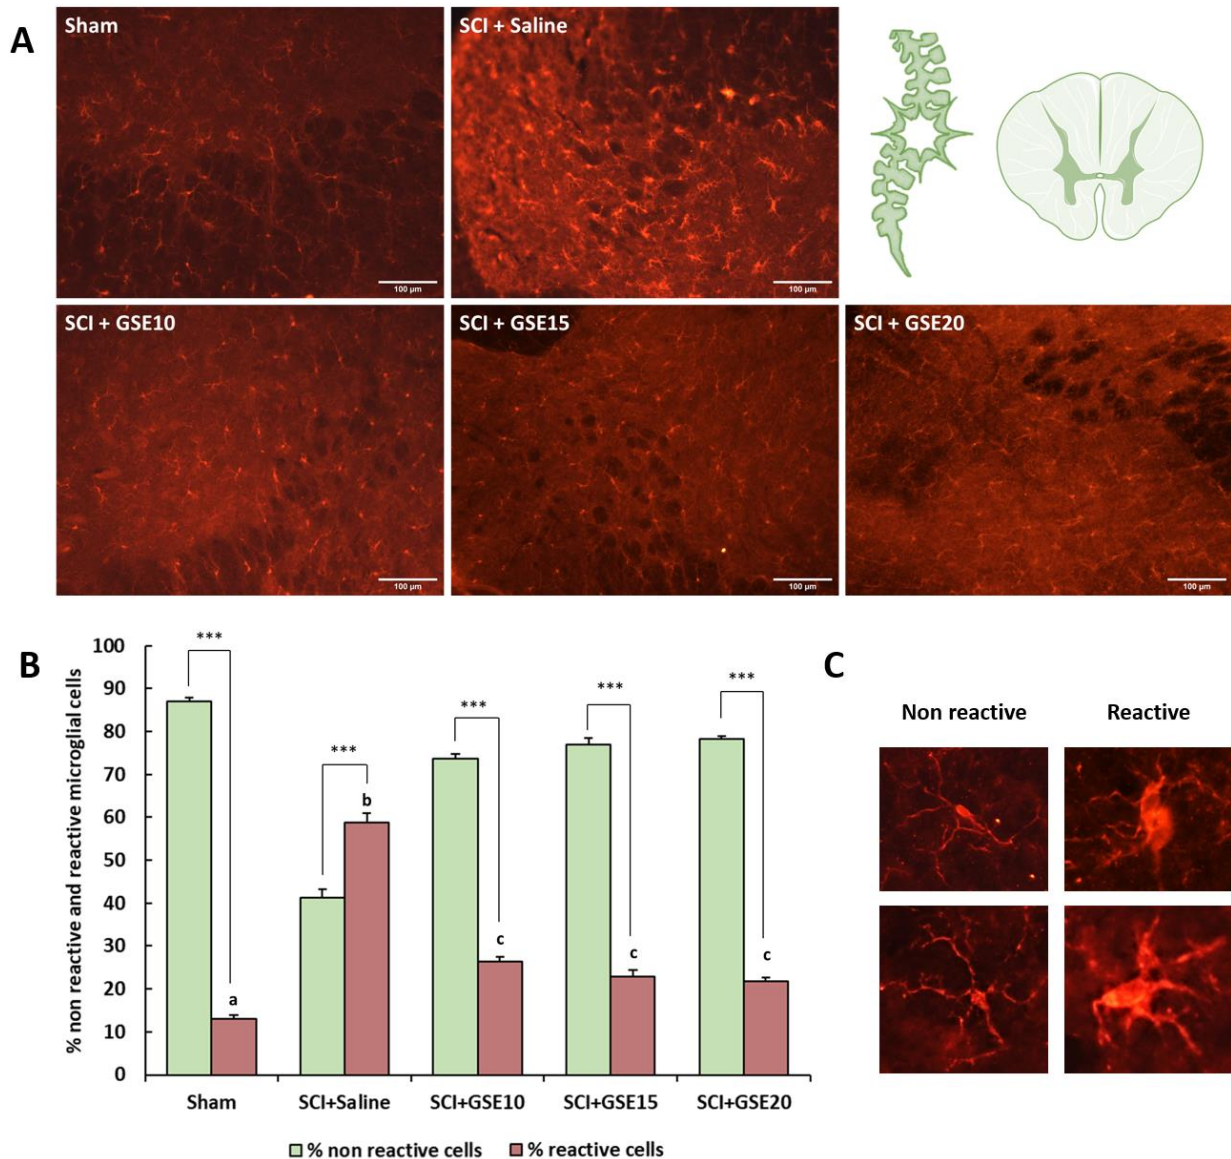 A
Sham
SCI + Saline
100 µm
100 µm
SCI + GSE10
SCI + GSE15
SCI + GSE20
100 µm
100 µm
100 µm
B
% non reactive and reactive microglial cells
100
90
80
70
60
50
40
30
20
10
0
***
***
***
***
***
a
b
c
c
c
Sham
SCI+Saline
SCI+GSE10
SCI+GSE15
SCI+GSE20
% non reactive cells
% reactive cells
C
Non reactive
Reactive